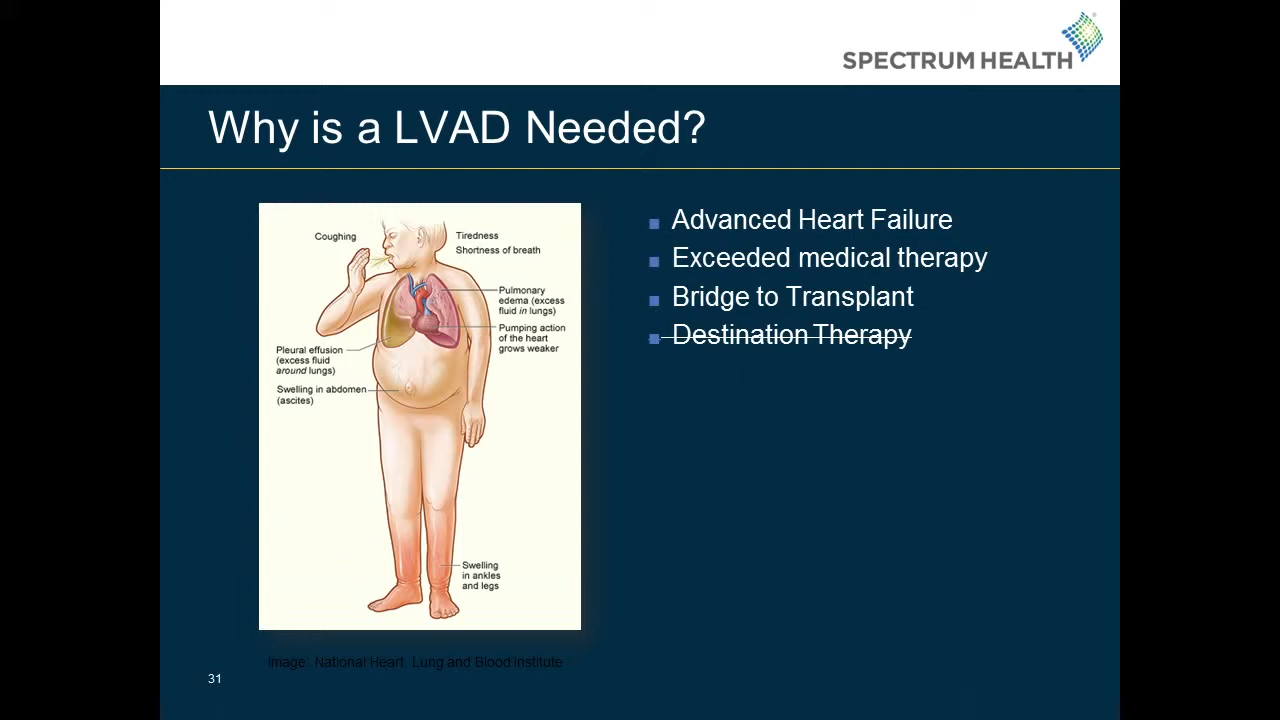 SPECTRUM HEALTH
Why is a LVAD Needed?
Coughing
Tiredness
Shortness of breath
Pulmonary
edema (excess
fluid in lungs)
Pumping action
of the heart
grows weaker
Pleural effusion
(excess fluid
around lungs)
Swelling in abdomen
(ascites)
Swelling
in ankles
and legs
Advanced Heart Failure
Exceeded medical therapy
Bridge to Transplant
Destination Therapy
Image: National Heart, Lung and Blood Institute
31